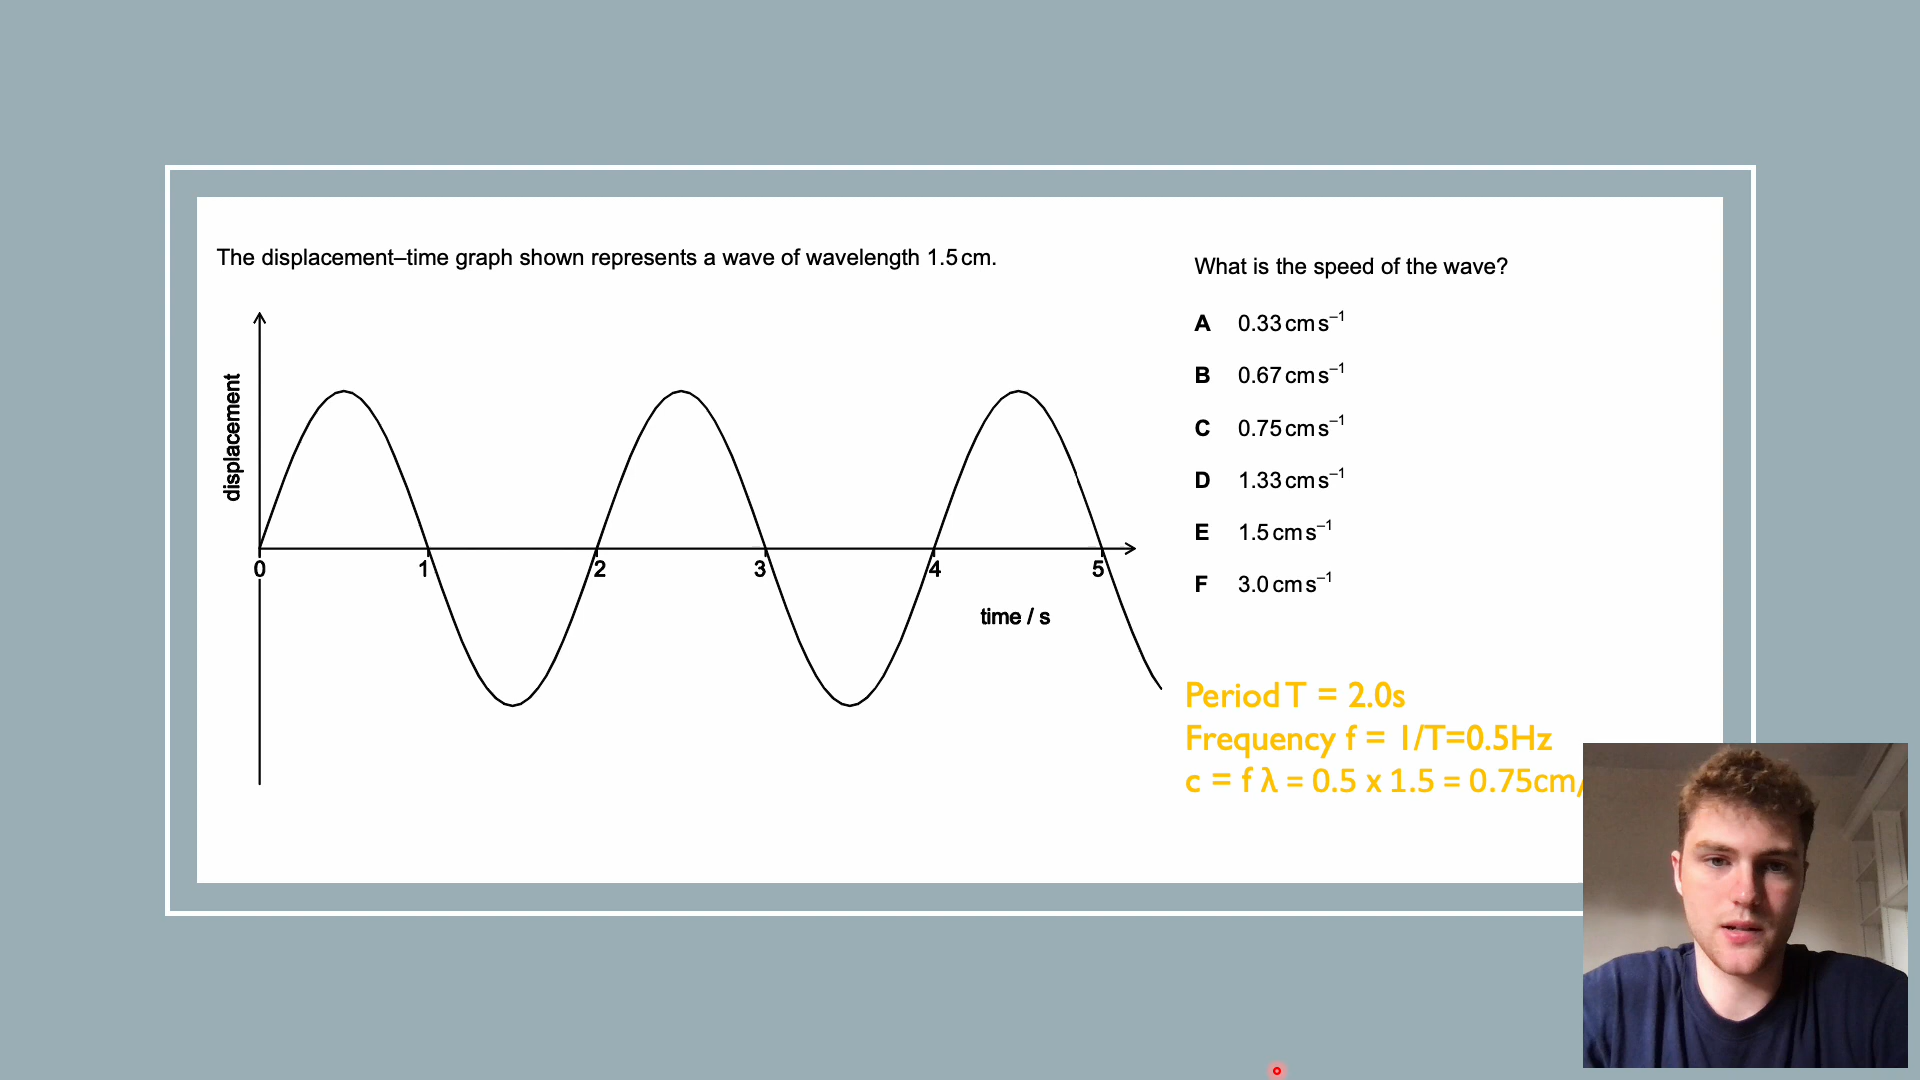 The displacement–time graph shown represents a wave of wavelength 1.5 cm.
displacement
0 1 2 3 4 5
time / s
What is the speed of the wave?
A 0.33 cm s⁻¹
B 0.67 cm s⁻¹
C 0.75 cm s⁻¹
D 1.33 cm s⁻¹
E 1.5 cm s⁻¹
F 3.0 cm s⁻¹
Period T = 2.0s
Frequency f = 1/T=0.5Hz
c = f λ = 0.5 x 1.5 = 0.75cm/